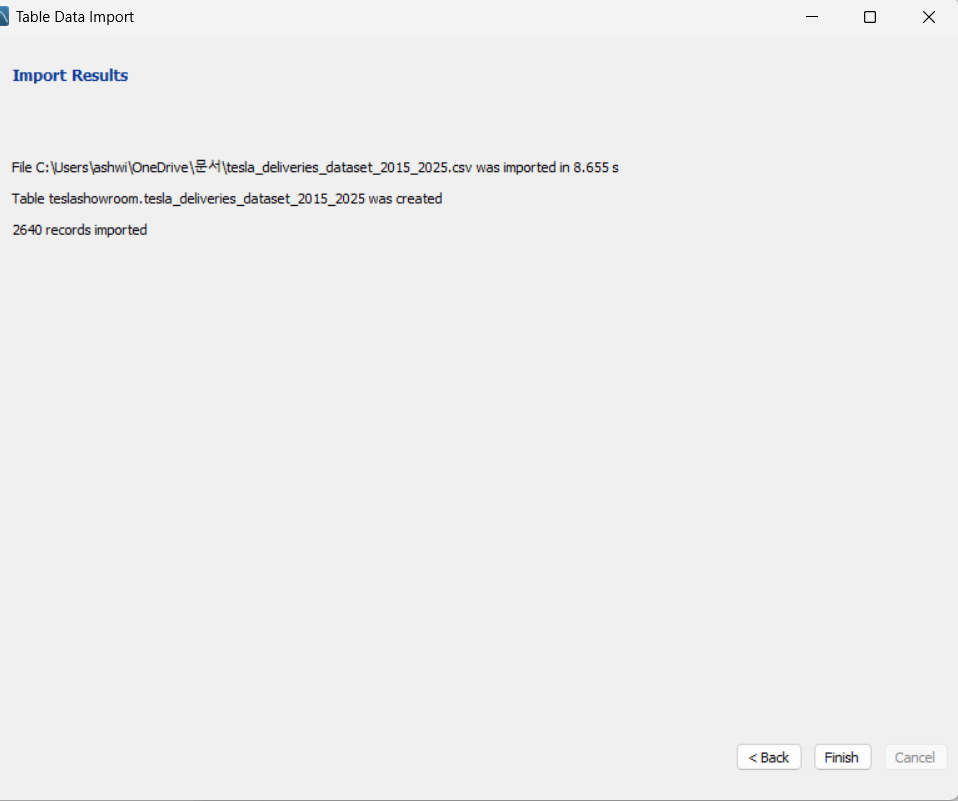 Table Data Import
Import Results
File C:\Users\ashwi\OneDrive\문서\tesla_deliveries_dataset_2015_2025.csv was imported in 8.655 s
Table teslashowroom.tesla_deliveries_dataset_2015_2025 was created
2640 records imported
< Back Finish Cancel